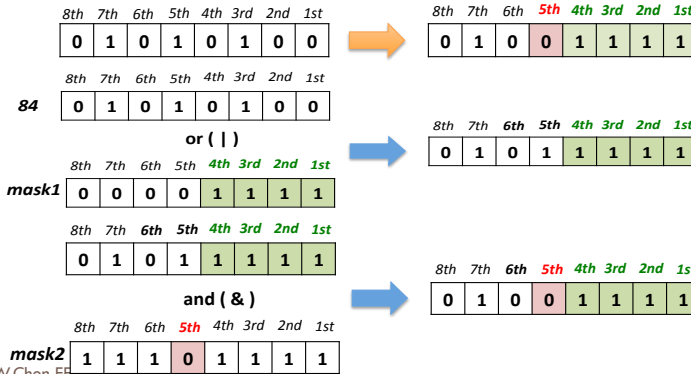 8th 7th 6th 5th 4th 3rd 2nd 1st
0 1 0 1 0 1 0 0
8th 7th 6th 5th 4th 3rd 2nd 1st
0 1 0 0 1 1 1 1
8th 7th 6th 5th 4th 3rd 2nd 1st
84 0 1 0 1 0 1 0 0
or ( | )
8th 7th 6th 5th 4th 3rd 2nd 1st
0 1 0 1 1 1 1 1
8th 7th 6th 5th 4th 3rd 2nd 1st
mask1 0 0 0 0 1 1 1 1
8th 7th 6th 5th 4th 3rd 2nd 1st
0 1 0 1 1 1 1 1
and ( & )
8th 7th 6th 5th 4th 3rd 2nd 1s
0 1 0 0 1 1 1 1
8th 7th 6th 5th 4th 3rd 2nd 1st
mask2 1 1 1 0 1 1 1 1
Chen